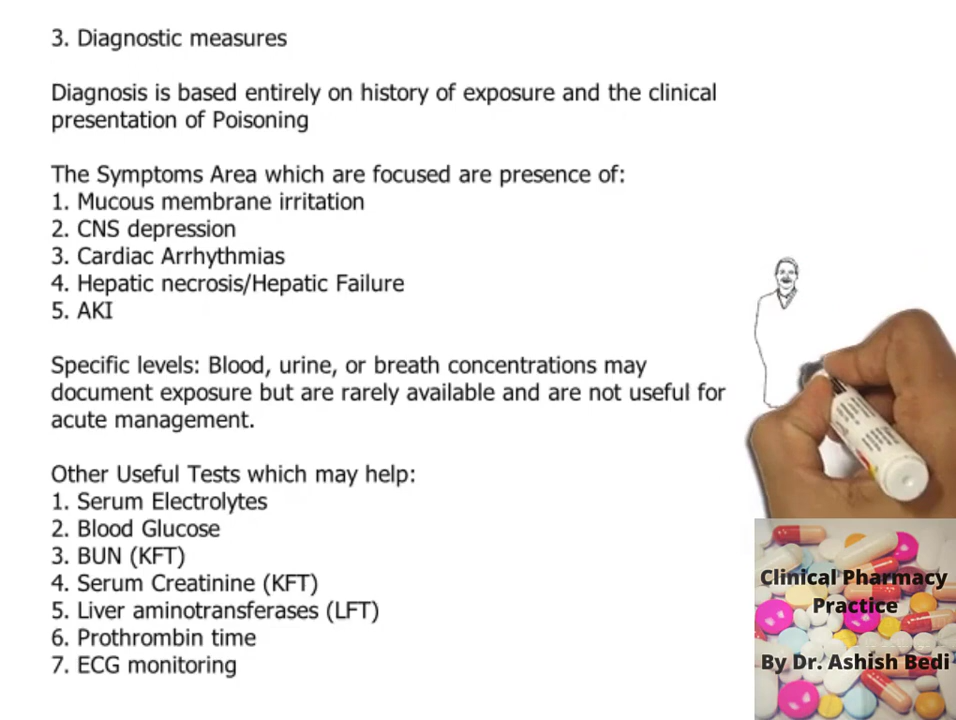 3. Diagnostic measures
Diagnosis is based entirely on history of exposure and the clinical
presentation of Poisoning
The Symptoms Area which are focused are presence of:
1. Mucous membrane irritation
2. CNS depression
3. Cardiac Arrhythmias
4. Hepatic necrosis/Hepatic Failure
5. AKI
Specific levels: Blood, urine, or breath concentrations may
document exposure but are rarely available and are not useful for
acute management.
Other Useful Tests which may help:
1. Serum Electrolytes
2. Blood Glucose
3. BUN (KFT)
4. Serum Creatinine (KFT)
5. Liver aminotransferases (LFT)
6. Prothrombin time
7. ECG monitoring
Clinical Pharmacy
Practice
By Dr. Ashish Bedi